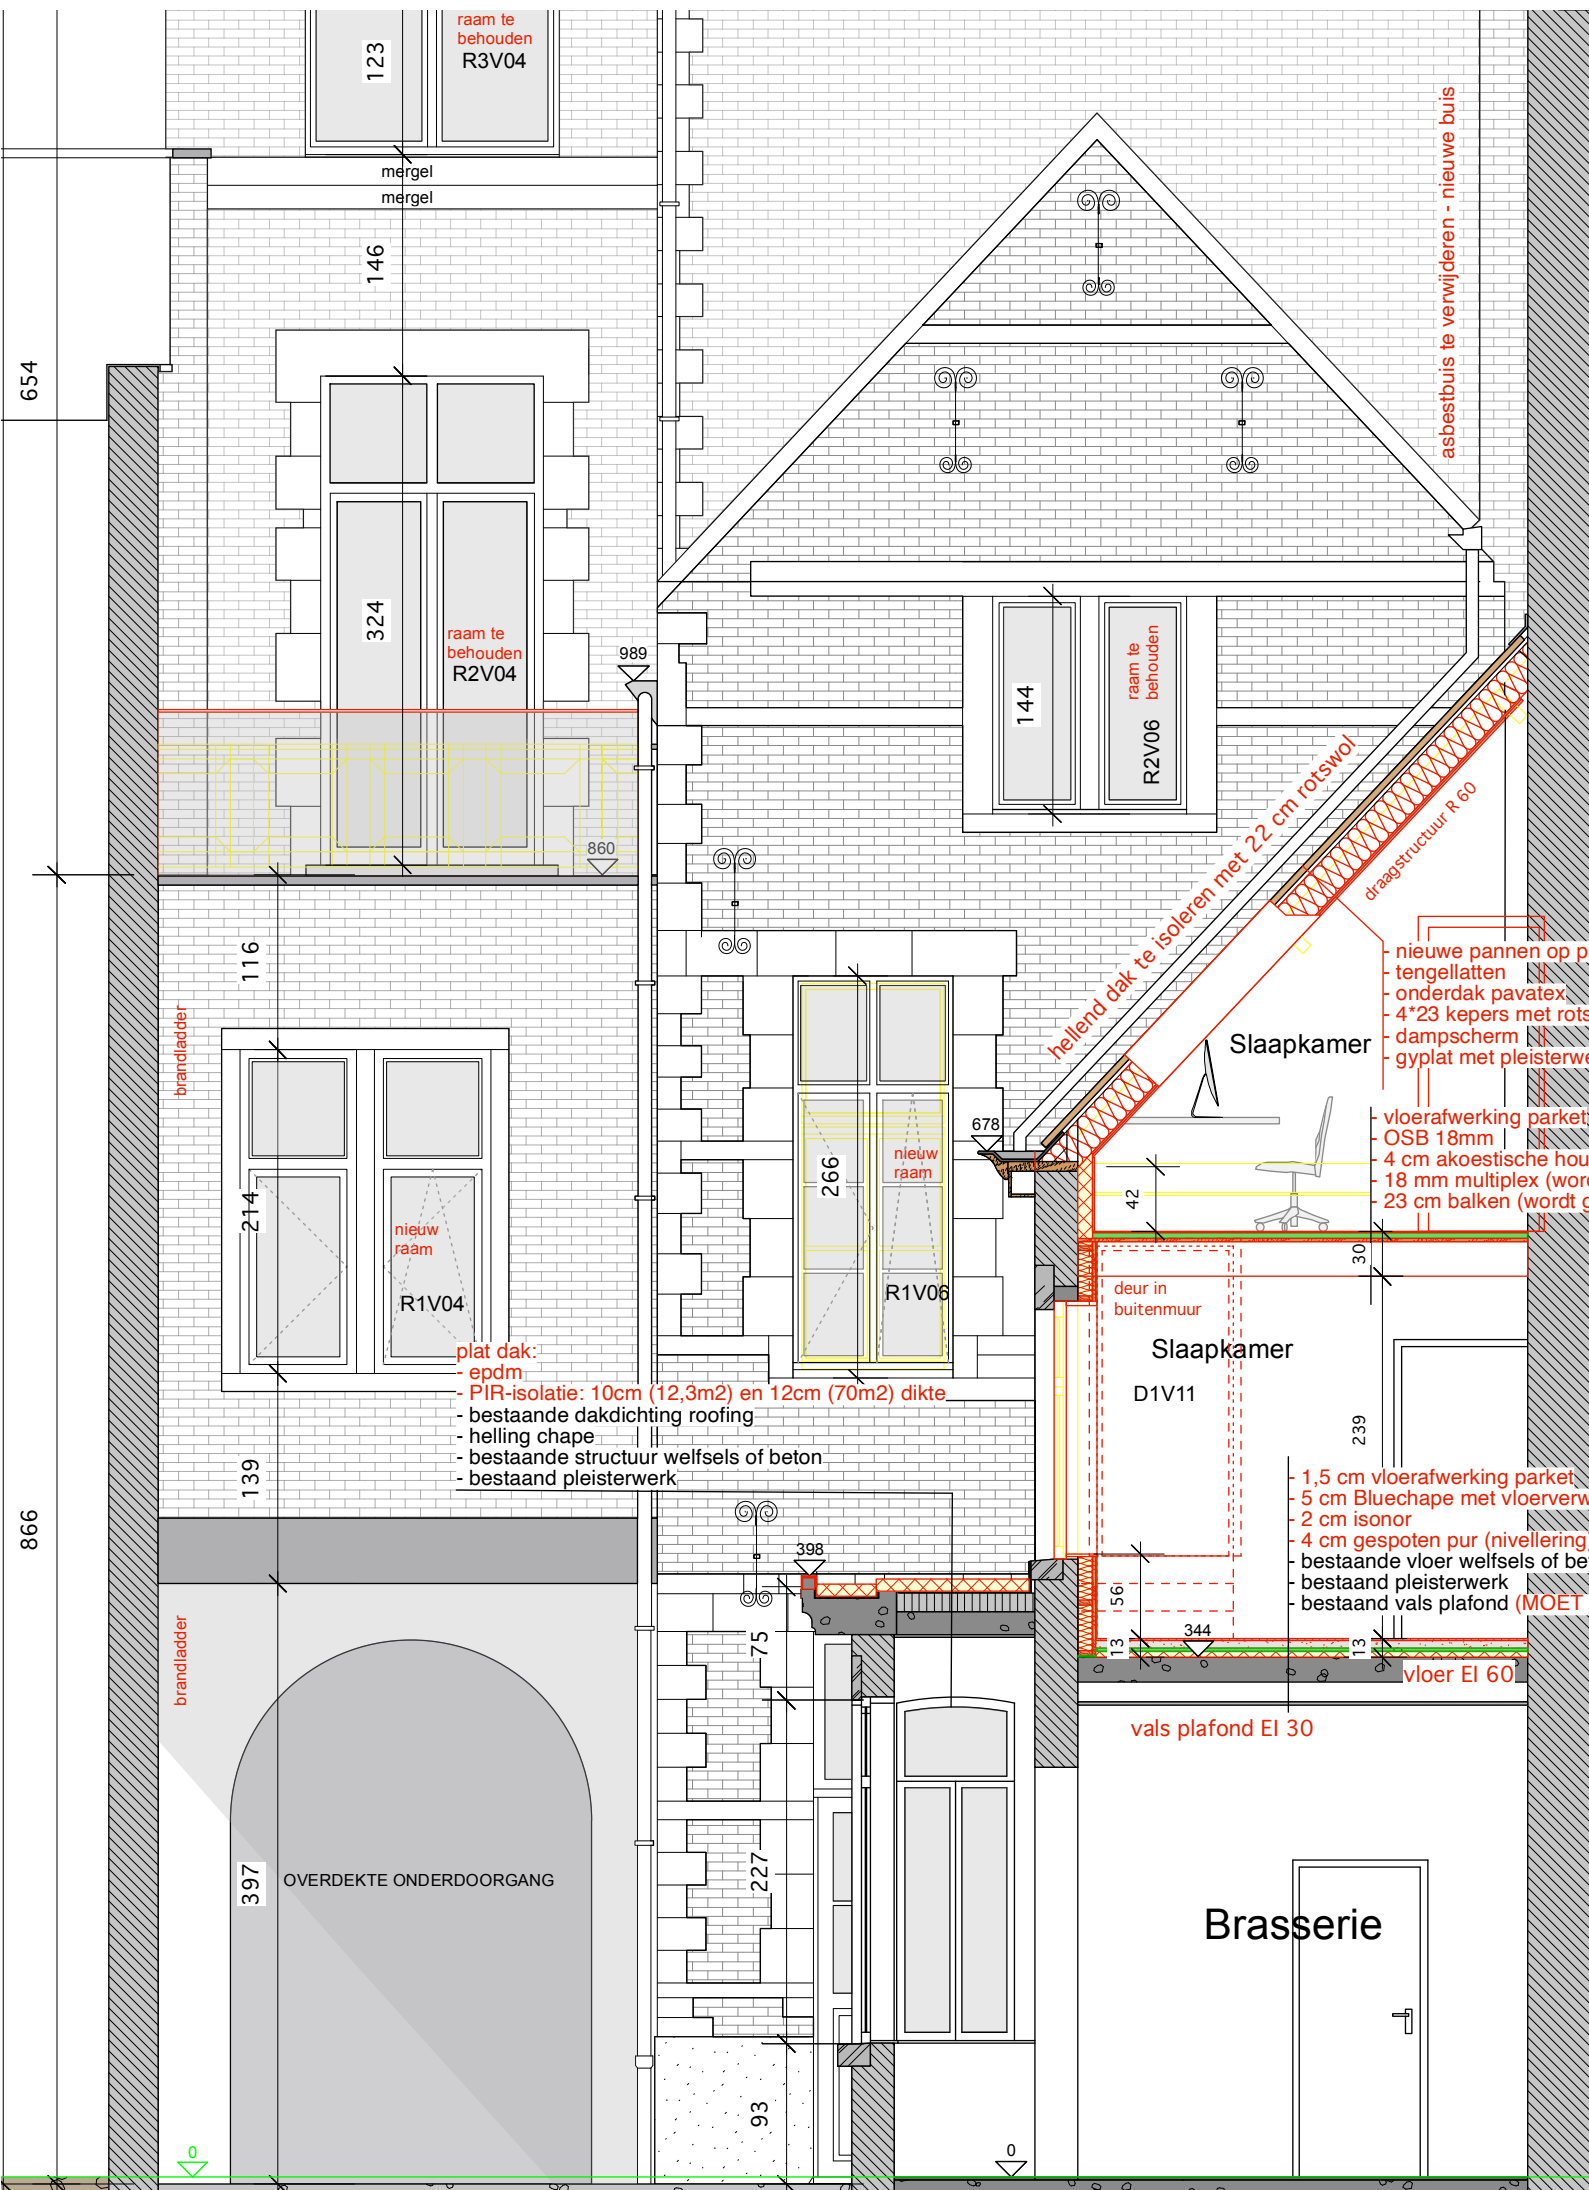 raam te
behouden
R3V04
123
mergel
mergel
146
654
asbestbuis te verwijderen - nieuwe buis
324
raam te
behouden
R2V04
989
144
raam te
behouden
R2V06
860
hellend dak te isoleren met 22 cm rotswol
draagstructuur R 60
116
brandladder
- nieuwe pannen op p
- tengellatten
- onderdak pavatex
- 4*23 kepers met rots
- dampscherm
- gyplat met pleisterwe
Slaapkamer
678
- vloerafwerking parket
- OSB 18mm
- 4 cm akoestische hou
- 18 mm multiplex (word
- 23 cm balken (wordt g
266
nieuw
raam
R1V06
42
214
nieuw
raam
R1V04
30
deur in
buitenmuur
Slaapkamer
D1V11
239
plat dak:
- epdm
- PIR-isolatie: 10cm (12,3m2) en 12cm (70m2) dikte
- bestaande dakdichting roofing
- helling chape
- bestaande structuur welfsels of beton
- bestaand pleisterwerk
139
866
398
- 1,5 cm vloerafwerking parket
- 5 cm Bluechape met vloerverw
- 2 cm isonor
- 4 cm gespoten pur (nivellering)
- bestaande vloer welfsels of be
- bestaand pleisterwerk
- bestaand vals plafond (MOET
56
13
344
13
vloer EI 60
vals plafond EI 30
75
brandladder
227
397
OVERDEKTE ONDERDOORGANG
Brasserie
93
0
0